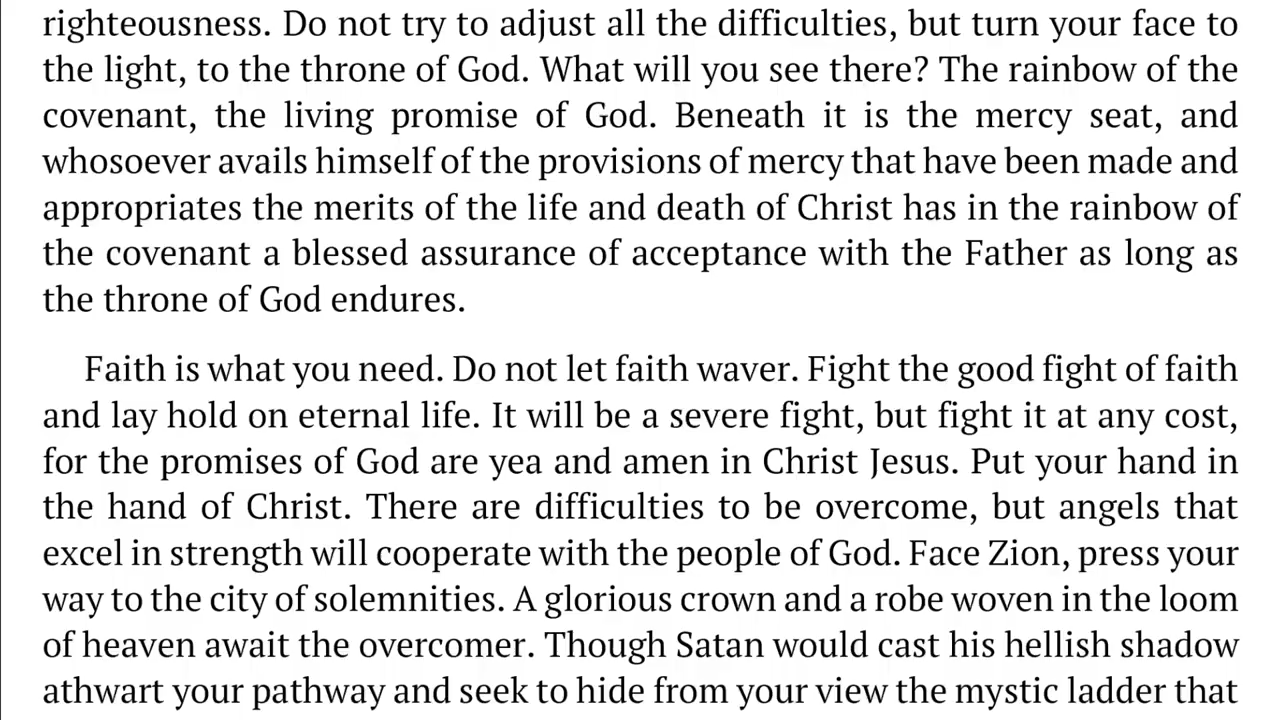 righteousness. Do not try to adjust all the difficulties, but turn your face to
the light, to the throne of God. What will you see there? The rainbow of the
covenant, the living promise of God. Beneath it is the mercy seat, and
whosoever avails himself of the provisions of mercy that have been made and
appropriates the merits of the life and death of Christ has in the rainbow of
the covenant a blessed assurance of acceptance with the Father as long as
the throne of God endures.
Faith is what you need. Do not let faith waver. Fight the good fight of faith
and lay hold on eternal life. It will be a severe fight, but fight it at any cost,
for the promises of God are yea and amen in Christ Jesus. Put your hand in
the hand of Christ. There are difficulties to be overcome, but angels that
excel in strength will cooperate with the people of God. Face Zion, press your
way to the city of solemnities. A glorious crown and a robe woven in the loom
of heaven await the overcomer. Though Satan would cast his hellish shadow
athwart your pathway and seek to hide from your view the mystic ladder that